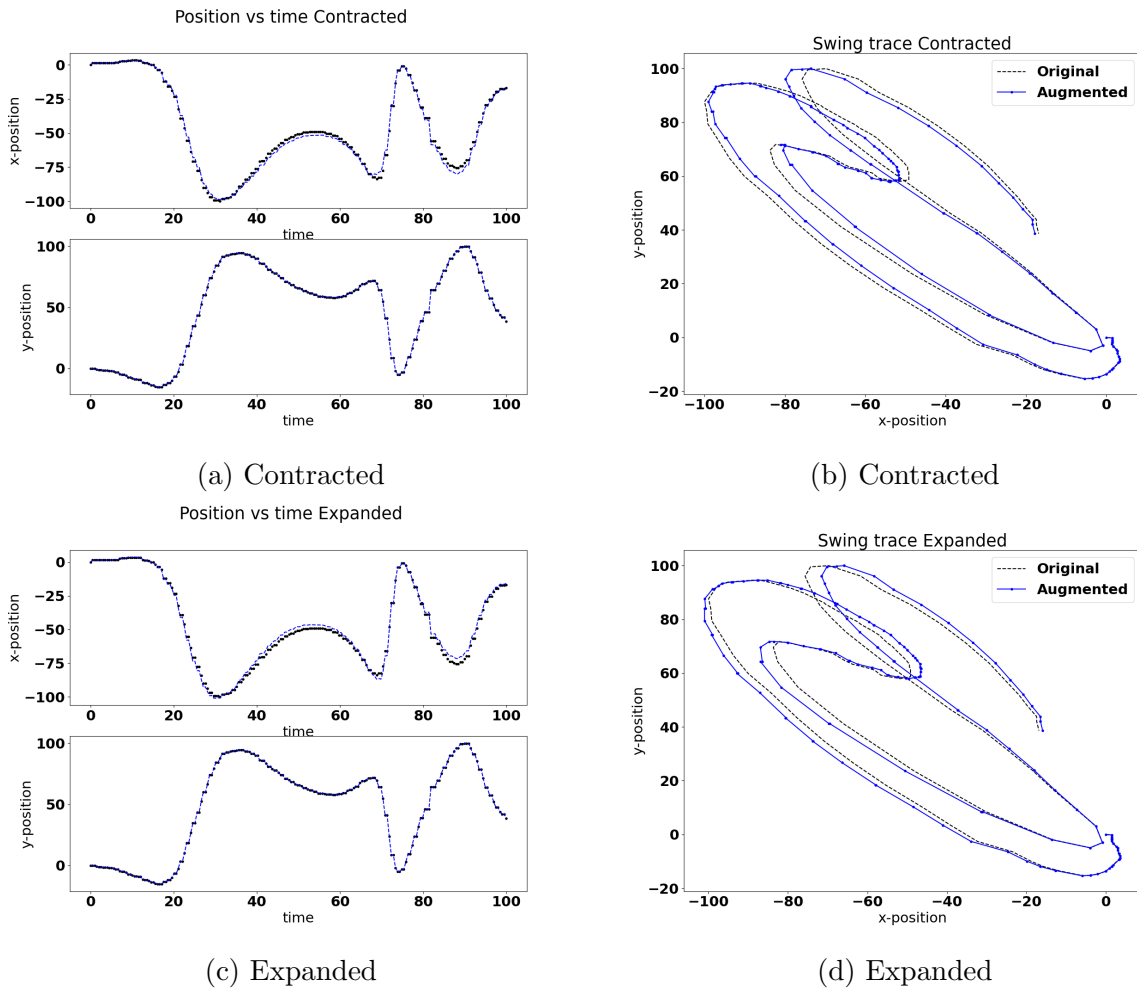 Position vs time Contracted
0
−25
−50
−75
−100
x-position
0 20 40 60 80 100
time
100
50
0
y-position
0 20 40 60 80 100
time
(a) Contracted
Swing trace Contracted
Original
Augmented
100
80
60
40
20
0
−20
y-position
−100 −80 −60 −40 −20 0
x-position
(b) Contracted
Position vs time Expanded
0
−25
−50
−75
−100
x-position
0 20 40 60 80 100
time
100
50
0
y-position
0 20 40 60 80 100
time
(c) Expanded
Swing trace Expanded
Original
Augmented
100
80
60
40
20
0
−20
y-position
−100 −80 −60 −40 −20 0
x-position
(d) Expanded